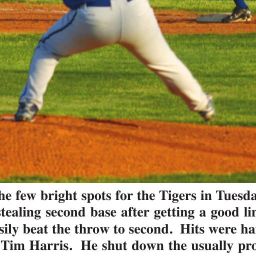 he few bright spots for the Tigers in Tuesda
stealing second base after getting a good
sily beat the throw to second. Hits were ha
Tim Harris. He shut down the usually pro